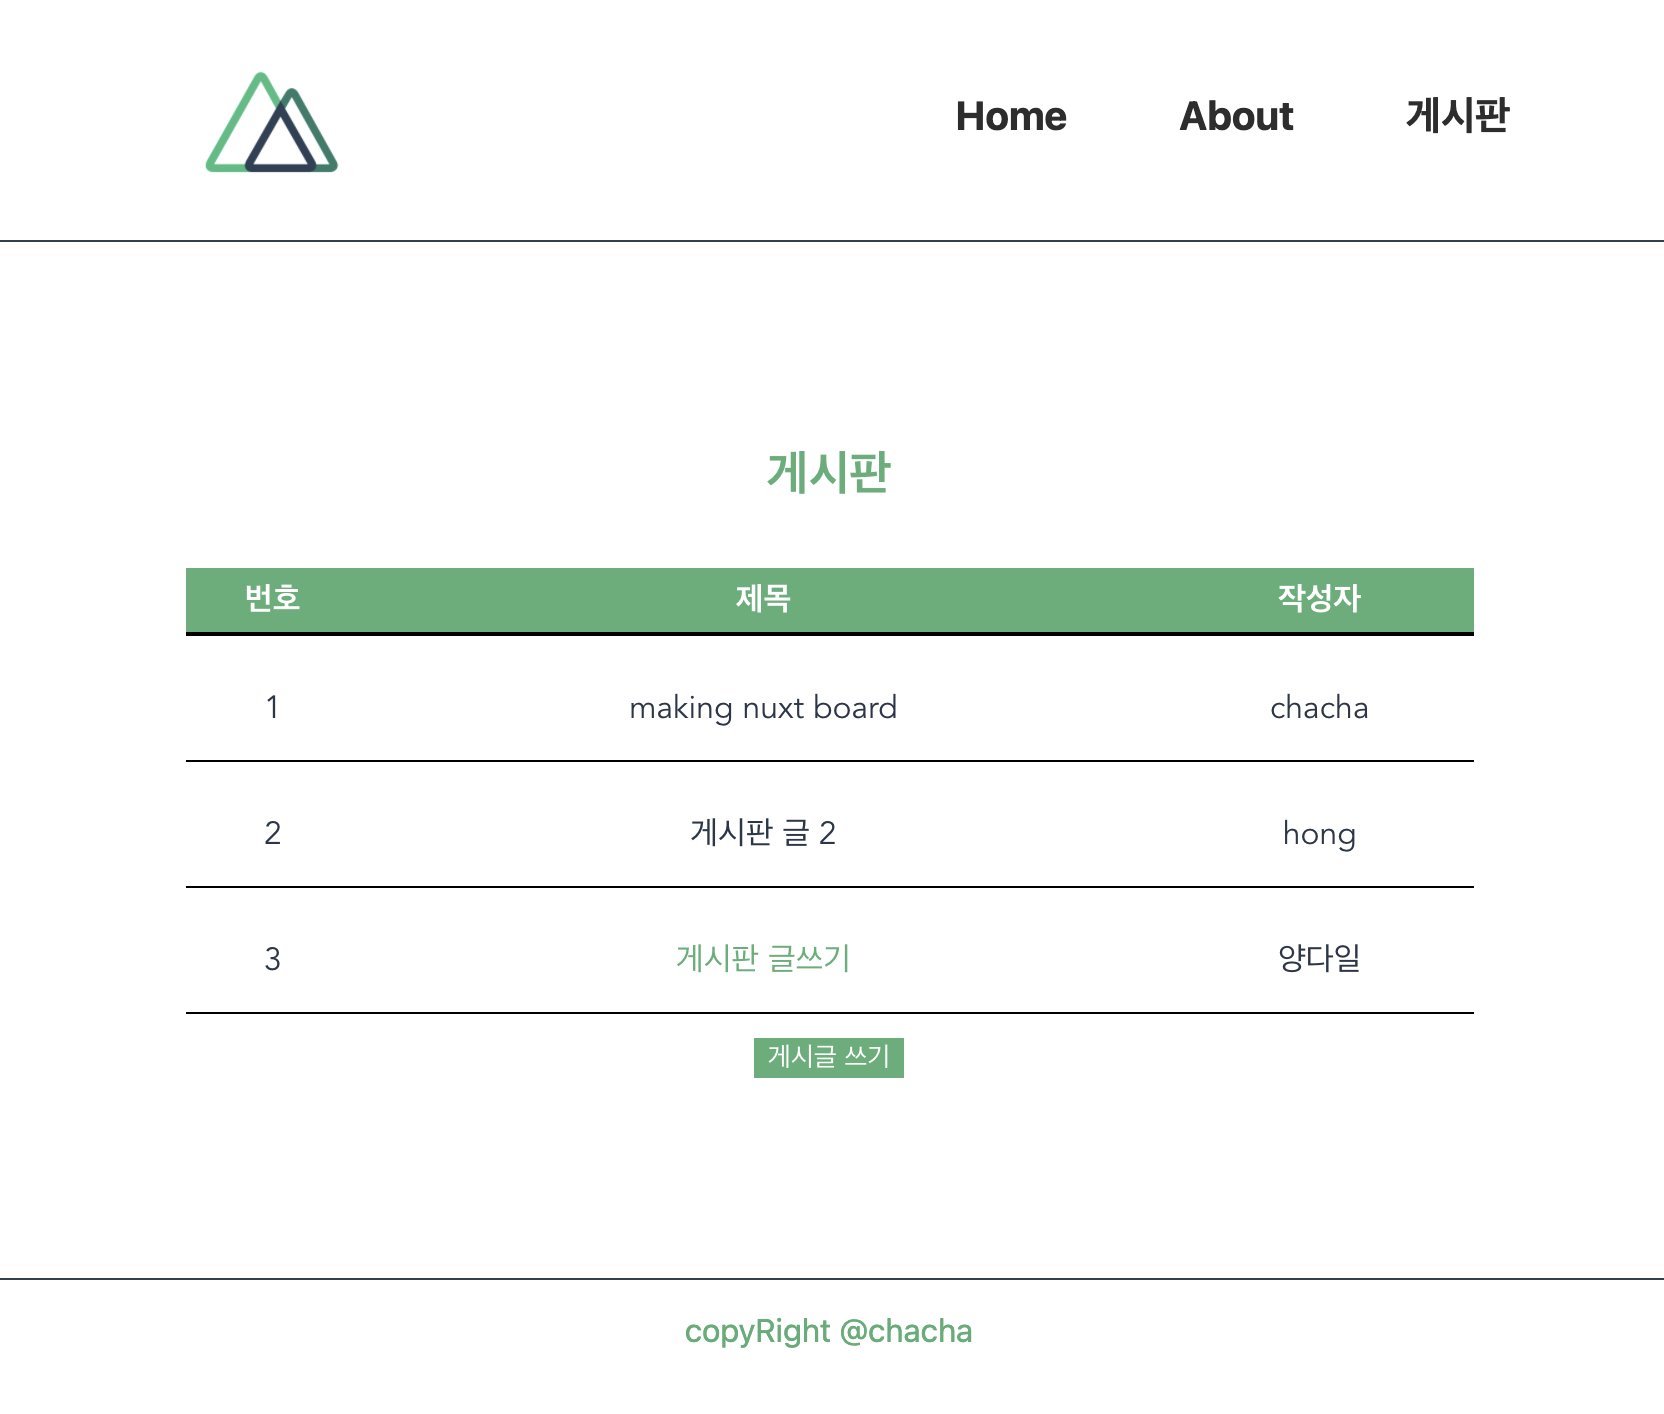 Home About 게시판
게시판
번호 제목 작성자
1 making nuxt board chacha
2 게시판 글 2 hong
3 게시판 글쓰기 양다일
게시글 쓰기
copyRight @chacha